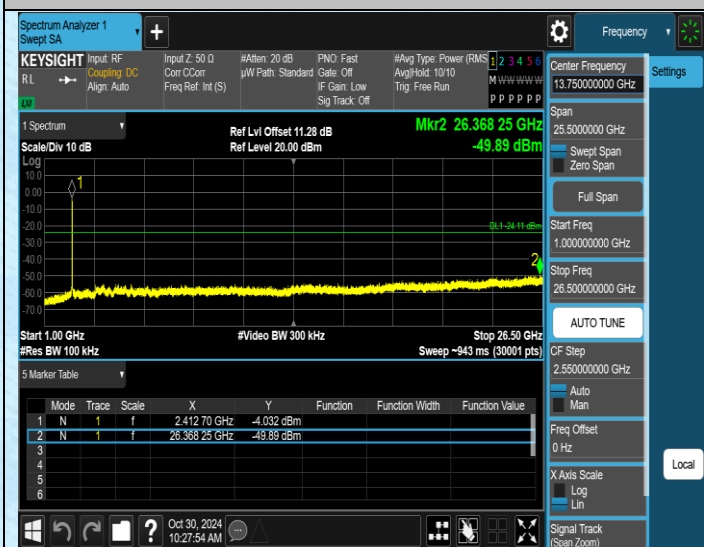 Spectrum Analyzer 1
Swept SA
Frequency
KEYSIGHT
R L
Input: RF
Coupling: DC
Align: Auto
Input Z: 50 Ω
Corr CCorr
Freq Ref: Int (S)
#Atten: 20 dB
µW Path: Standard
PNO: Fast
Gate: Off
IF Gain: Low
Sig Track: Off
#Avg Type: Power (RMS
Avg|Hold: 10/10
Trig: Free Run
1 2 3 4 5 6
M W W W W W
P P P P P P
Center Frequency
13.750000000 GHz
Settings
Span
25.5000000 GHz
Swept Span
Zero Span
Full Span
Start Freq
1.000000000 GHz
Stop Freq
26.500000000 GHz
AUTO TUNE
CF Step
2.550000000 GHz
Auto
Man
Freq Offset
0 Hz
X Axis Scale
Log
Lin
Signal Track
(Span Zoom)
Local
1 Spectrum
Scale/Div 10 dB
Ref Lvl Offset 11.28 dB
Ref Level 20.00 dBm
Mkr2 26.368 25 GHz
-49.89 dBm
Log
10.0
0.00
-10.0
-20.0
-30.0
-40.0
-50.0
-60.0
-70.0
1
DL1 -24.11 dBm
2
Start 1.00 GHz
#Res BW 100 kHz
#Video BW 300 kHz
Stop 26.50 GHz
Sweep ~943 ms (30001 pts)
5 Marker Table
Mode Trace Scale X Y Function Function Width Function Value
1 N 1 f 2.412 70 GHz -4.032 dBm
2 N 1 f 26.368 25 GHz -49.89 dBm
3
4
5
6
?
Oct 30, 2024
10:27:54 AM